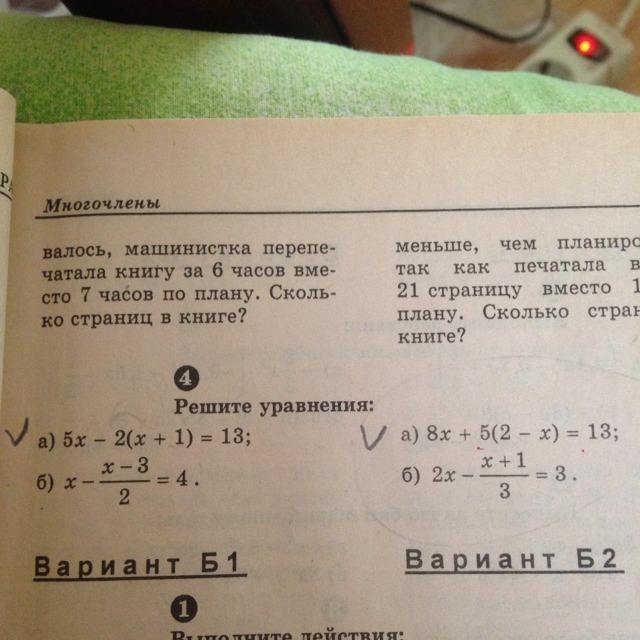 Многочлены
валось, машинистка перепе-
чатала книгу за 6 часов вме-
сто 7 часов по плану. Сколь-
ко страниц в книге?
меньше, чем планиро
так как печатала в
21 страницу вместо 1
плану. Сколько стран
книге?
4
Решите уравнения:
а) 5x − 2(x + 1) = 13;
б) x − (x − 3)/2 = 4.
а) 8x + 5(2 − x) = 13;
б) 2x − (x + 1)/3 = 3.
Вариант Б1
Вариант Б2
1
Выполните действия: